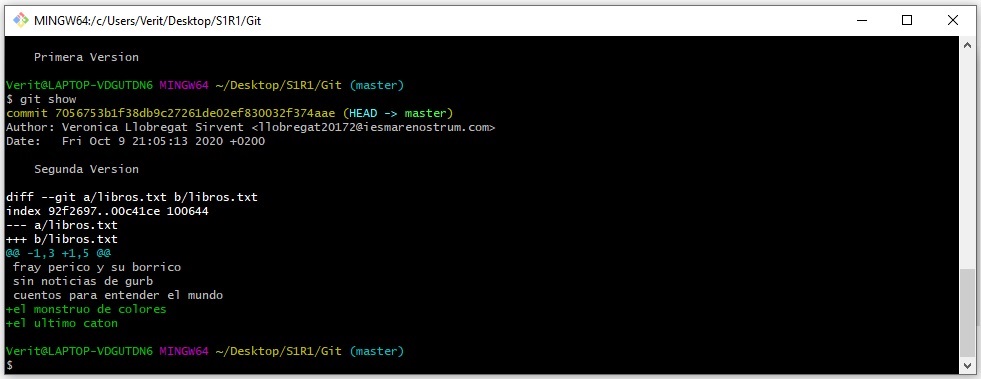 MINGW64:/c/Users/Verit/Desktop/S1R1/Git
Primera Version
Verit@LAPTOP-VDGUTDN6 MINGW64 ~/Desktop/S1R1/Git (master)
$ git show
commit 7056753b1f38db9c27261de02ef830032f374aae (HEAD -> master)
Author: Veronica Llobregat Sirvent <llobregat20172@iesmarenostrum.com>
Date:   Fri Oct 9 21:05:13 2020 +0200
Segunda Version
diff --git a/libros.txt b/libros.txt
index 92f2697..00c41ce 100644
--- a/libros.txt
+++ b/libros.txt
@@ -1,3 +1,5 @@
fray perico y su borrico
sin noticias de gurb
cuentos para entender el mundo
+el monstruo de colores
+el ultimo caton
Verit@LAPTOP-VDGUTDN6 MINGW64 ~/Desktop/S1R1/Git (master)
$